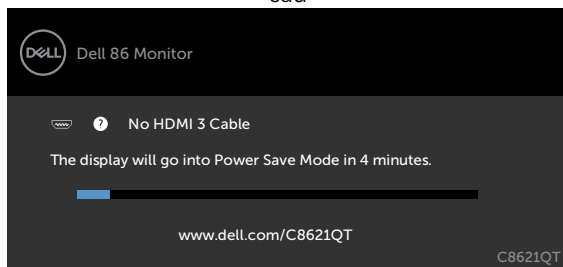 DELL
Dell 86 Monitor
? No HDMI 3 Cable
The display will go into Power Save Mode in 4 minutes.
www.dell.com/C8621QT
C8621QT